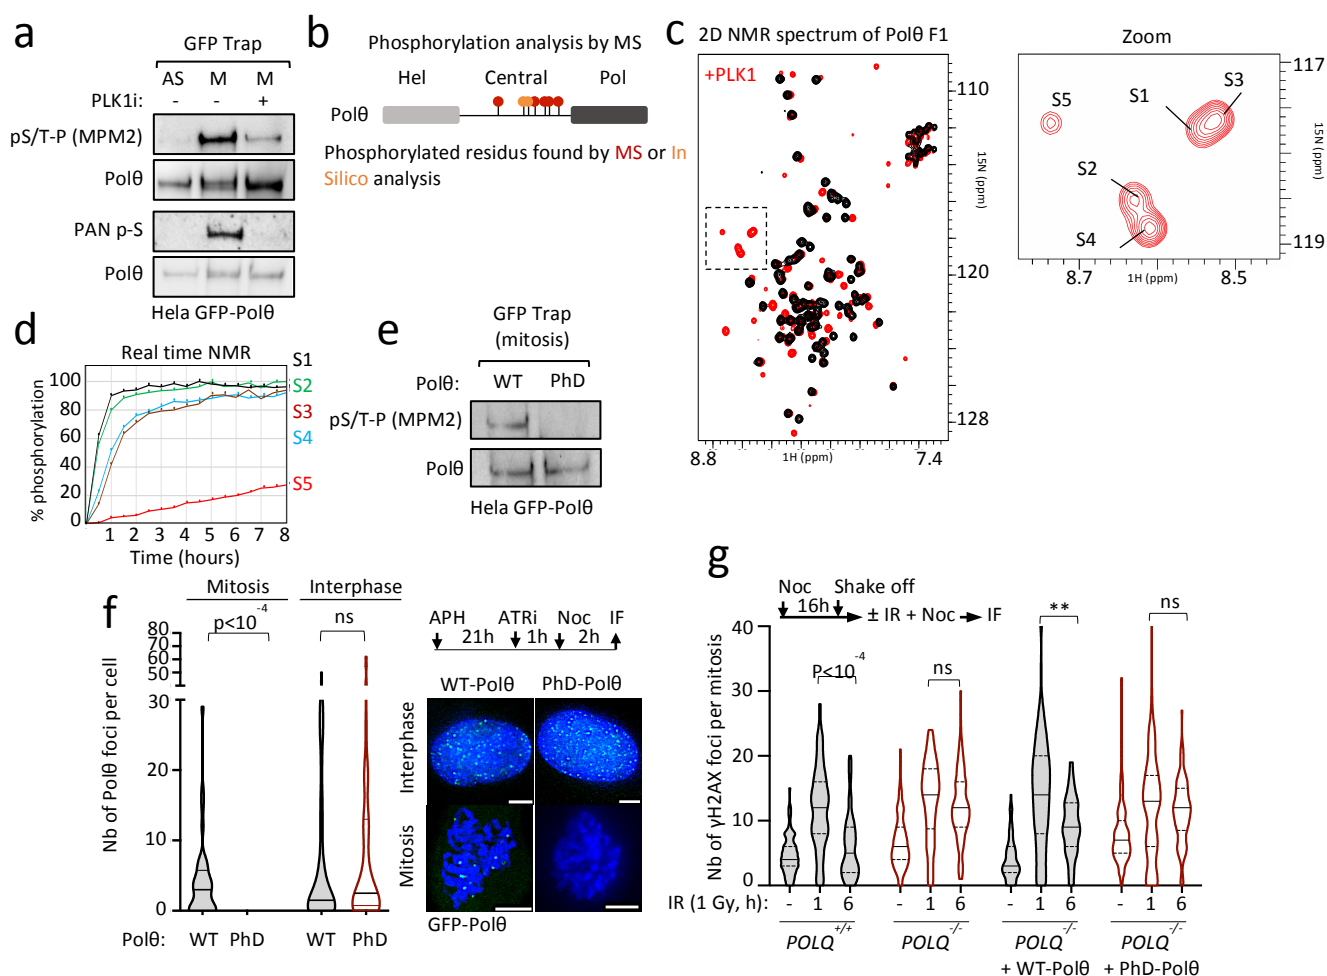 a
GFP Trap
AS M M
PLK1i: - - +
pS/T-P (MPM2)
Polθ
PAN p-S
Polθ
Hela GFP-Polθ
b
Phosphorylation analysis by MS
Hel Central Pol
Polθ
Phosphorylated residus found by MS or In
Silico analysis
c
2D NMR spectrum of Polθ F1
+PLK1
110
120
128
15N (ppm)
8.8 1H (ppm) 7.4
Zoom
117
S3
S1
S5
S2
S4
119
15N (ppm)
8.7 1H (ppm) 8.5
d
Real time NMR
% phosphorylation
100
80
60
40
20
0
1 2 3 4 5 6 7 8
Time (hours)
S1
S2
S3
S4
S5
e
GFP Trap
(mitosis)
Polθ: WT PhD
pS/T-P (MPM2)
Polθ
Hela GFP-Polθ
f
Mitosis Interphase
p<10-4
ns
Nb of Polθ foci per cell
80
70
60
50
30
20
10
0
Polθ: WT PhD WT PhD
APH ATRi Noc IF
21h 1h 2h
WT-Polθ PhD-Polθ
Interphase
Mitosis
GFP-Polθ
g
Noc Shake off
16h
± IR + Noc IF
P<10-4
ns
**
ns
Nb of γH2AX foci per mitosis
40
30
20
10
0
IR (1 Gy, h): - 1 6 - 1 6 - 1 6 - 1 6
POLQ+/+ POLQ-/- POLQ-/- POLQ-/-
+ WT-Polθ + PhD-Polθ